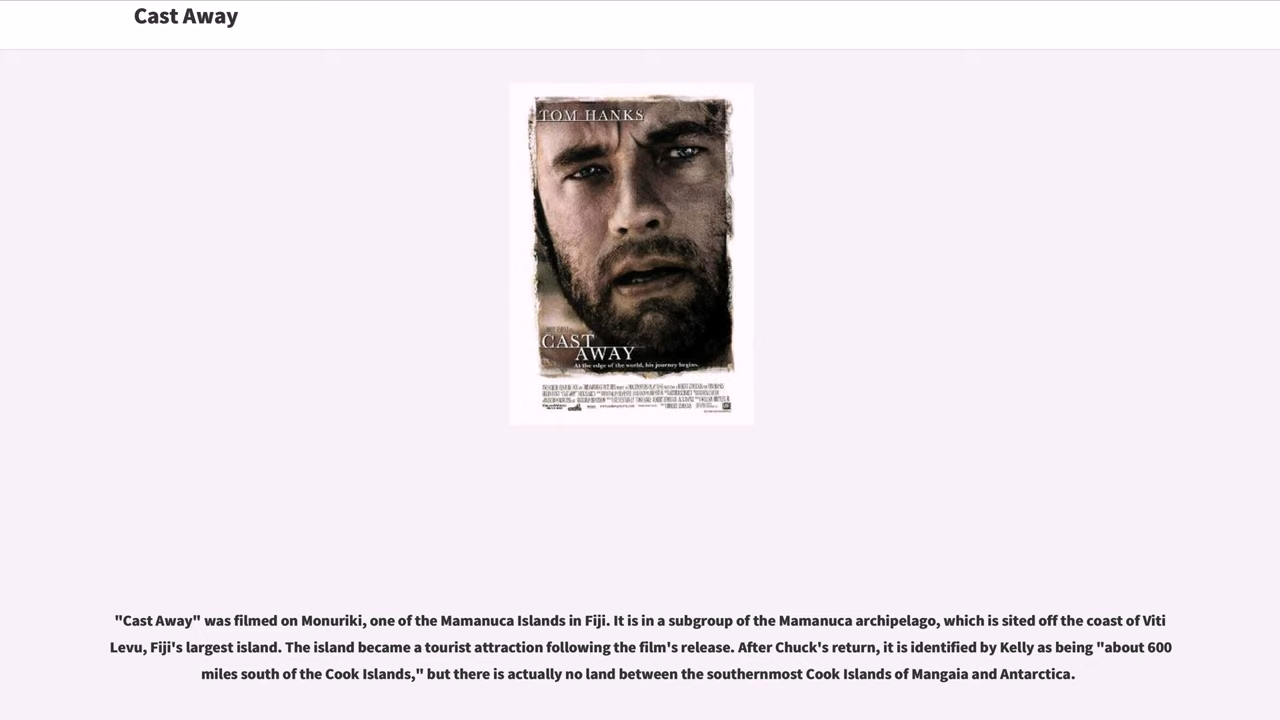 Cast Away
TOM HANKS
CAST
AWAY
At the edge of the world, his journey begins.
"Cast Away" was filmed on Monuriki, one of the Mamanuca Islands in Fiji. It is in a subgroup of the Mamanuca archipelago, which is sited off the coast of Viti
Levu, Fiji's largest island. The island became a tourist attraction following the film's release. After Chuck's return, it is identified by Kelly as being "about 600
miles south of the Cook Islands," but there is actually no land between the southernmost Cook Islands of Mangaia and Antarctica.